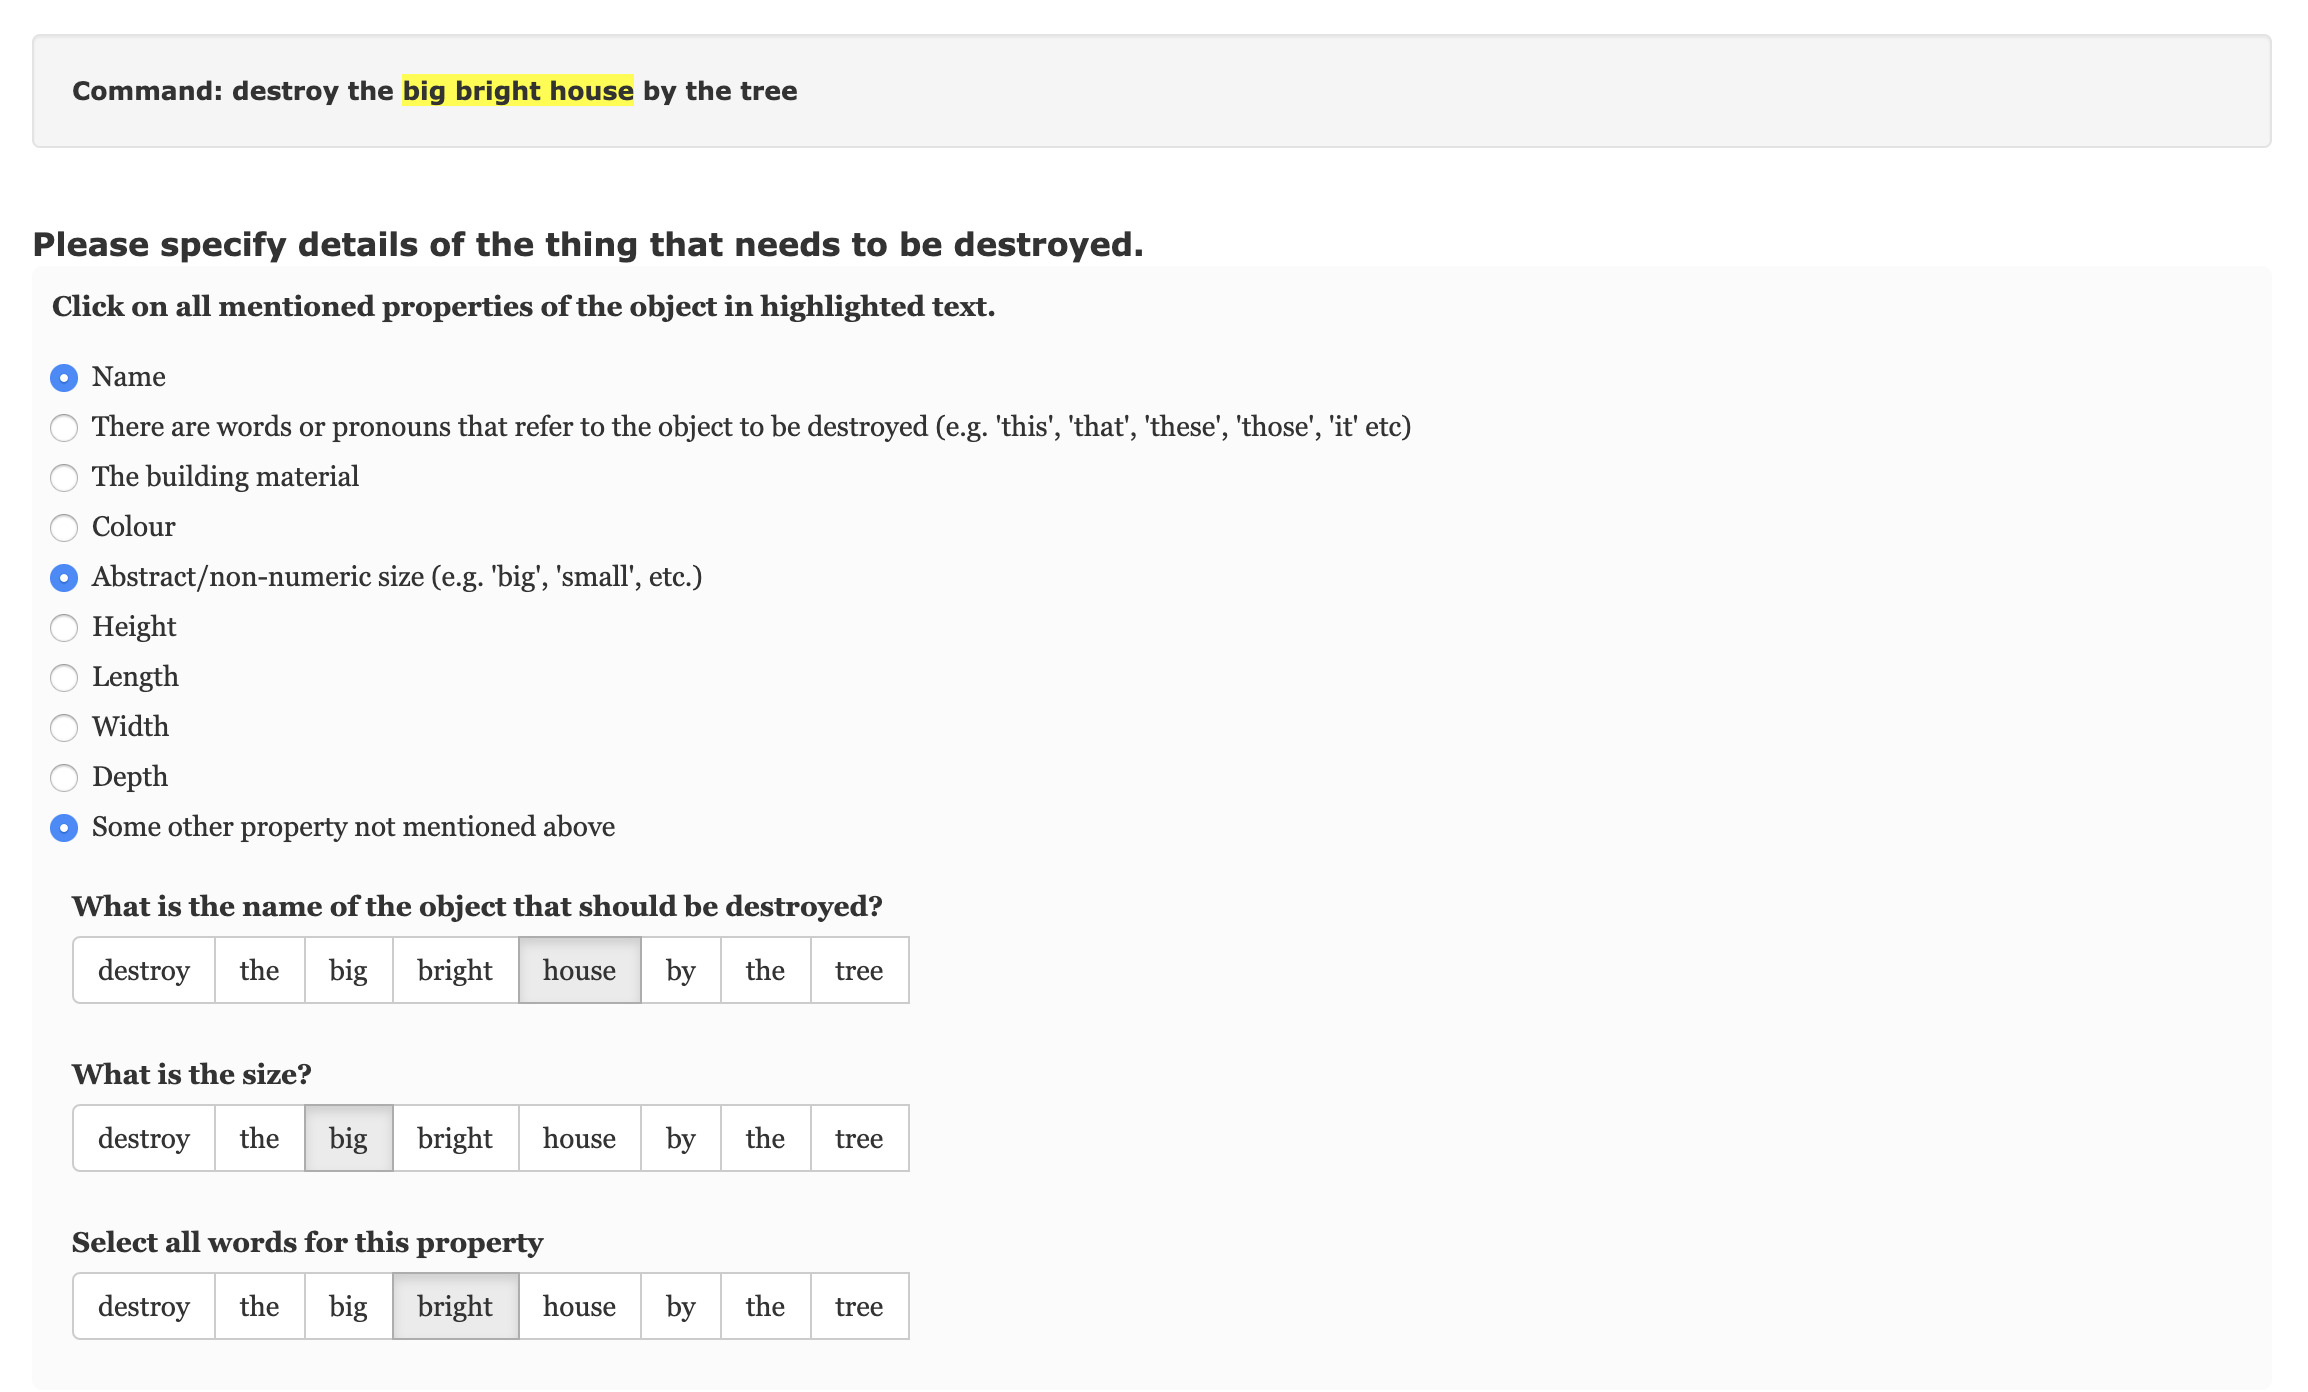 Command: destroy the big bright house by the tree
Please specify details of the thing that needs to be destroyed.
Click on all mentioned properties of the object in highlighted text.
Name
There are words or pronouns that refer to the object to be destroyed (e.g. 'this', 'that', 'these', 'those', 'it' etc)
The building material
Colour
Abstract/non-numeric size (e.g. 'big', 'small', etc.)
Height
Length
Width
Depth
Some other property not mentioned above
What is the name of the object that should be destroyed?
destroy the big bright house by the tree
What is the size?
destroy the big bright house by the tree
Select all words for this property
destroy the big bright house by the tree